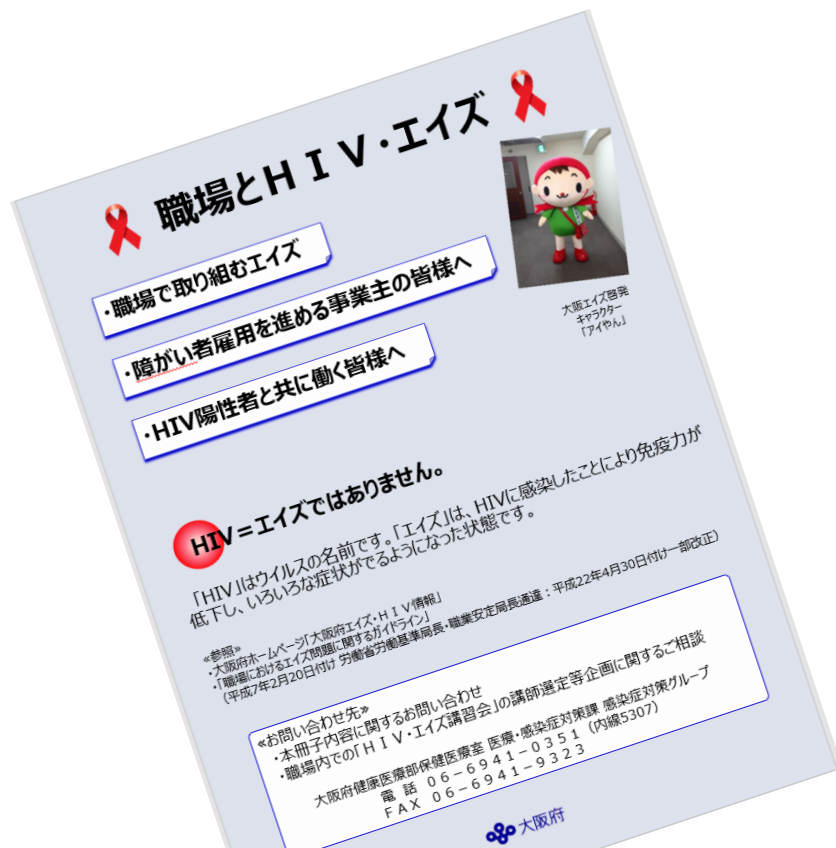 職場とHIV・エイズ
・職場で取り組むエイズ
・障がい者雇用を進める事業主の皆様へ
・HIV陽性者と共に働く皆様へ
大阪エイズ啓発
キャラクター
「アイやん」
HIV＝エイズではありません。
「HIV」はウイルスの名前です。「エイズ」は、HIVに感染したことにより免疫力が
低下し、いろいろな症状がでるようになった状態です。
≪参照≫
・大阪府ホームページ「大阪府エイズ・ＨＩＶ情報」
・「職場におけるエイズ問題に関するガイドライン」
（平成7年2月20日付け 労働省労働基準局長・職業安定局長通達：平成22年4月30日付け一部改正）
≪お問い合わせ先≫
・本冊子内容に関するお問い合わせ
・職場内での「ＨＩＶ・エイズ講習会」の講師選定等企画に関するご相談
大阪府健康医療部保健医療室 医療・感染症対策課 感染症対策グループ
電 話 ０６－６９４１－０３５１（内線5307）
ＦＡＸ ０６－６９４１－９３２３
大阪府